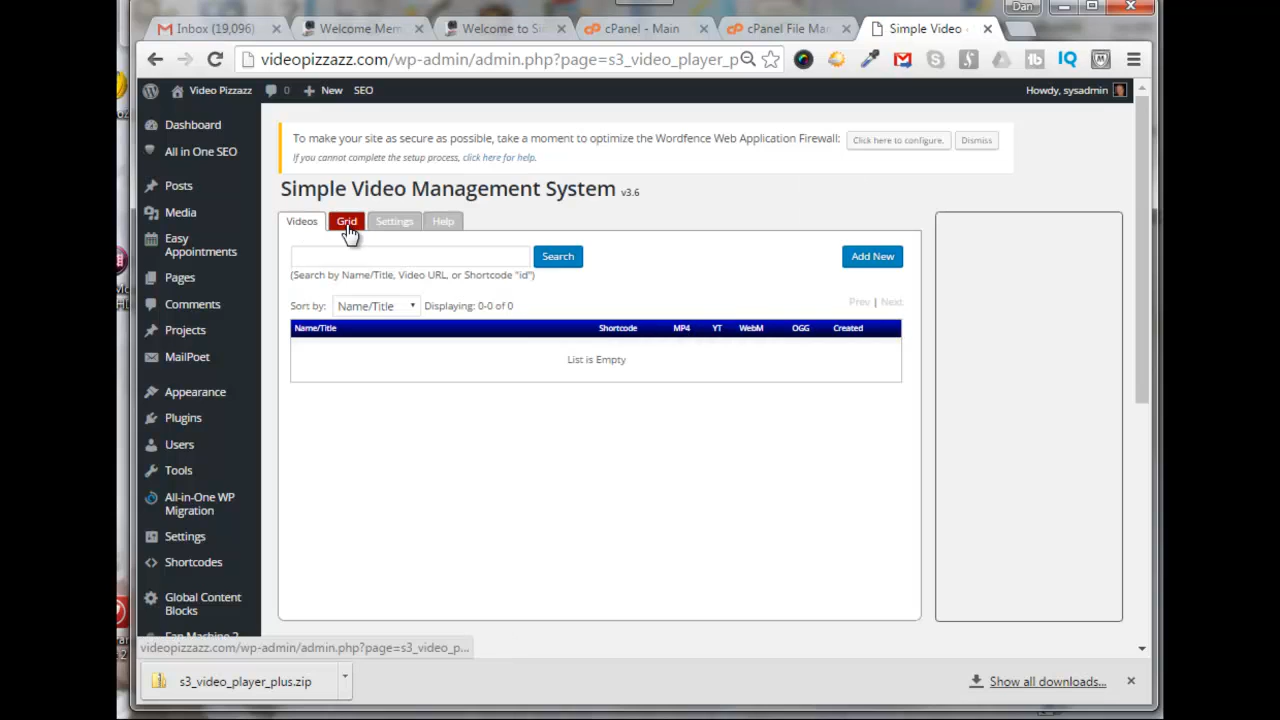 Dan
Inbox (19,096)
Welcome Mem
Welcome to Si
cPanel - Main
cPanel File Ma
Simple Video
videopizzazz.com/wp-admin/admin.php?page=s3_video_player_p
Video Pizzazz
0
New
SEO
Howdy, sysadmin
Dashboard
All in One SEO
Posts
Media
Easy
Appointments
Pages
Comments
Projects
MailPoet
Appearance
Plugins
Users
Tools
All-in-One WP
Migration
Settings
Shortcodes
Global Content
Blocks
To make your site as secure as possible, take a moment to optimize the Wordfence Web Application Firewall:
Click here to configure.
Dismiss
If you cannot complete the setup process, click here for help.
Simple Video Management System v3.6
Videos
Grid
Settings
Help
Search
Add New
(Search by Name/Title, Video URL, or Shortcode "id")
Sort by:
Name/Title
Displaying: 0-0 of 0
Prev | Next
Name/Title
Shortcode
MP4
YT
WebM
OGG
Created
List is Empty
videopizzazz.com/wp-admin/admin.php?page=s3_video_p...
s3_video_player_plus.zip
Show all downloads...